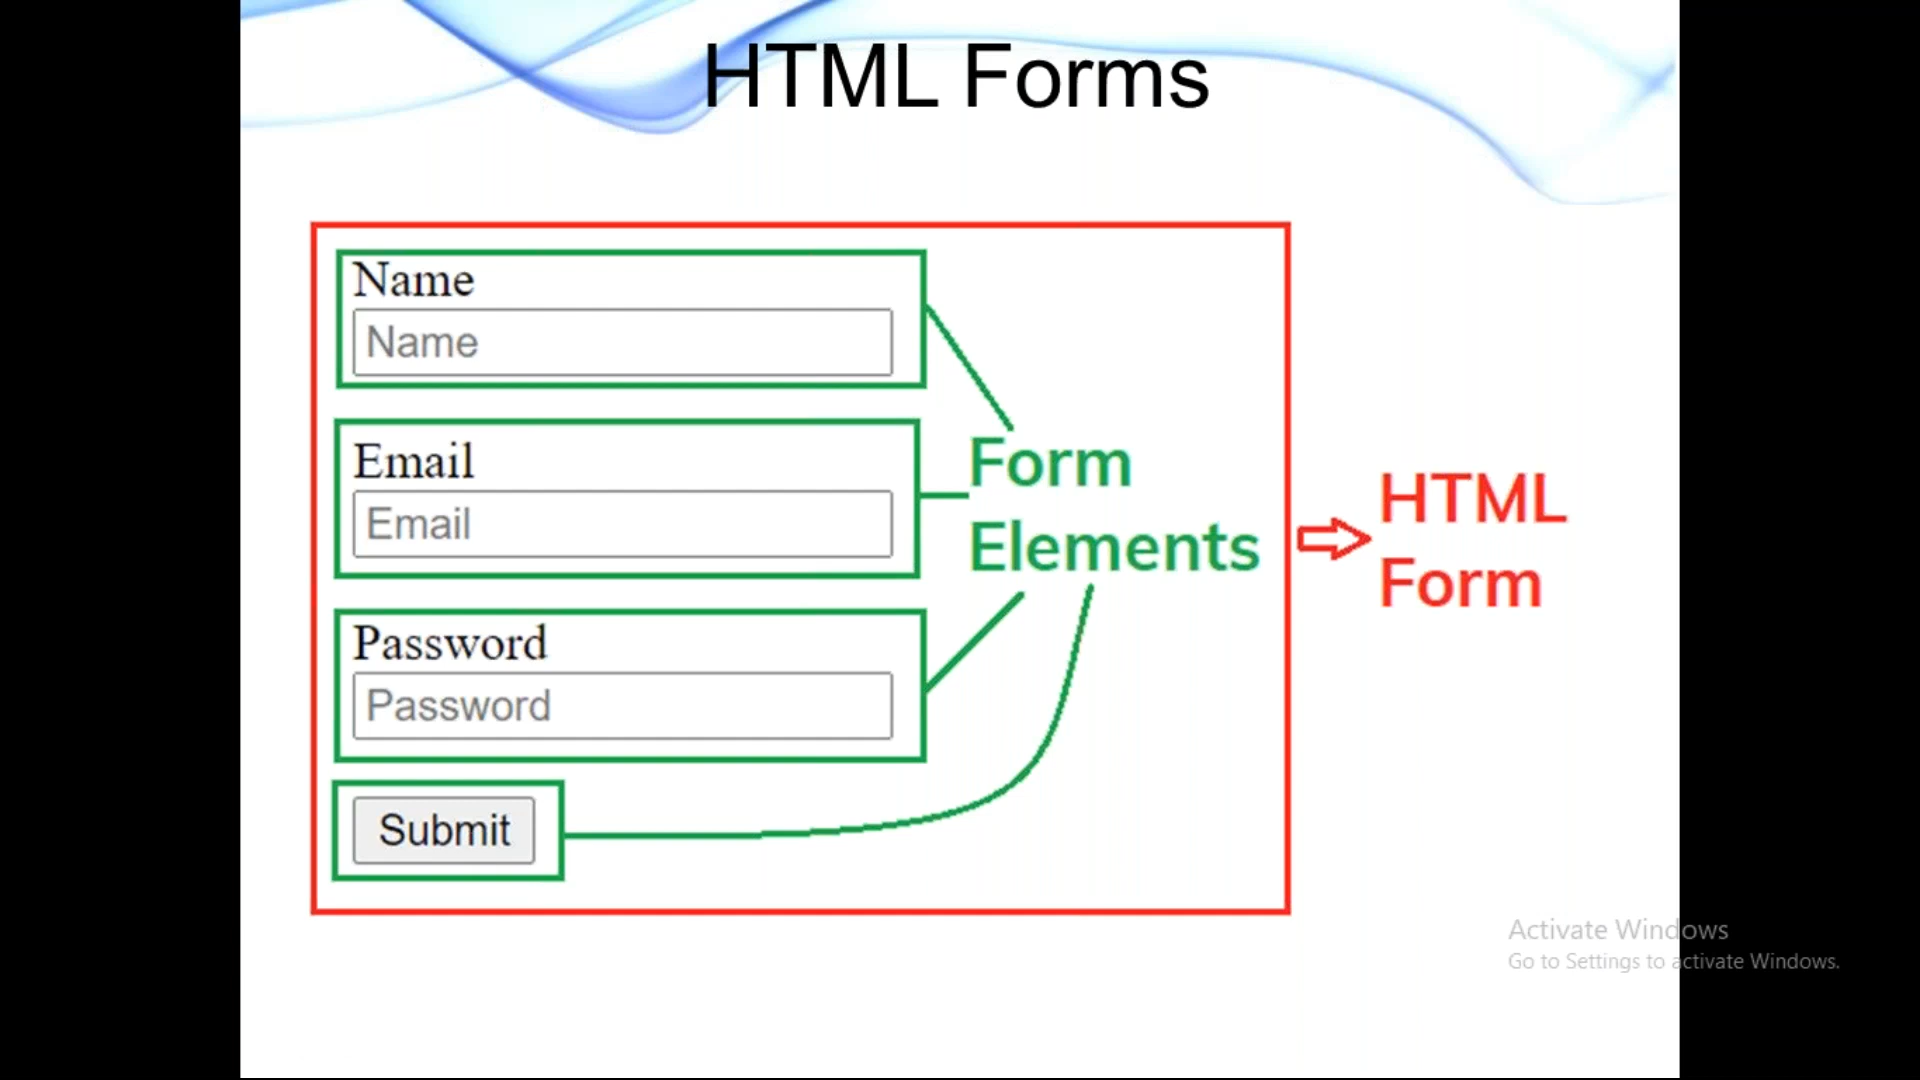 HTML Forms
Name
Name
Email
Email
Password
Password
Submit
Form
Elements
HTML
Form
Activate Windows
Go to Settings to activate Windows.